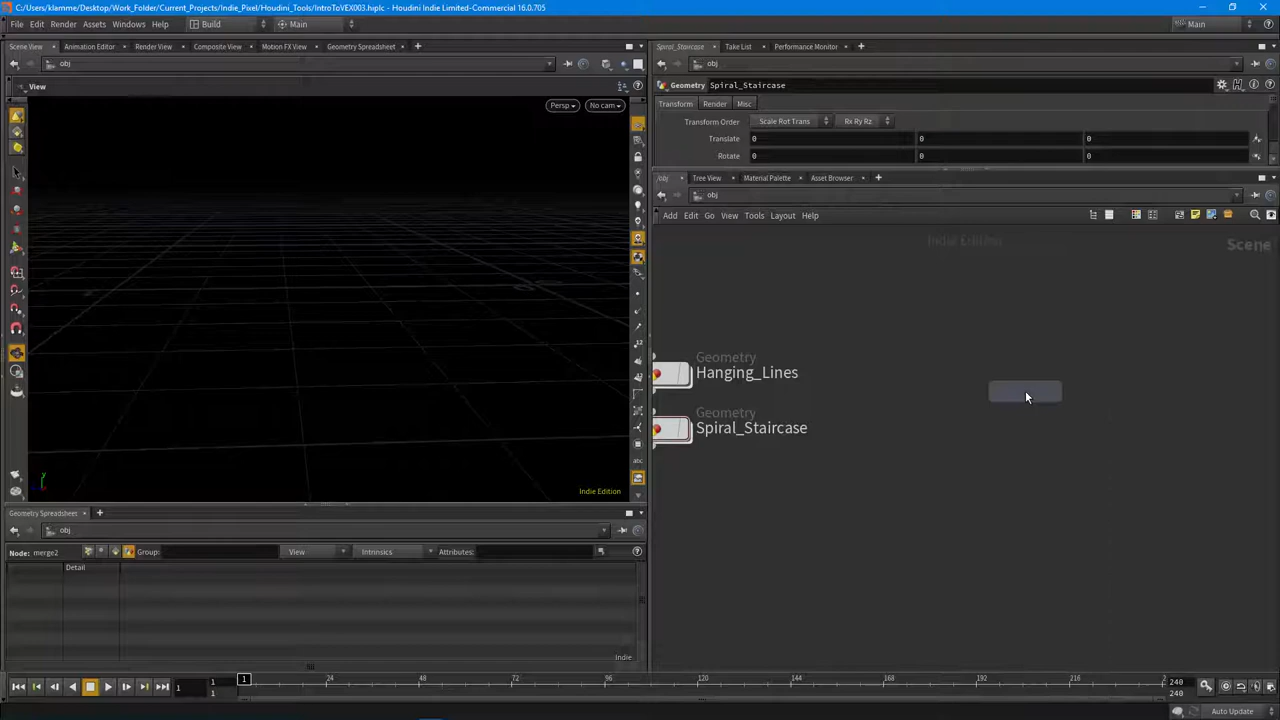 C:/Users/klamme/Desktop/Work_Folder/Current_Projects/Indie_Pixel/Houdini_Tools/IntroToVEX003.hiplc - Houdini Indie Limited-Commercial 16.0.705
File Edit Render Assets Windows Help Build Main Main
Scene View Animation Editor Render View Composite View Motion FX View Geometry Spreadsheet
obj
View
Persp No cam
Indie Edition
Geometry Spreadsheet
obj
Node: merge2 Group: View Intrinsics Attributes:
Detail
Indie
Spiral_Staircase Take List Performance Monitor
obj
Geometry Spiral_Staircase
Transform Render Misc
Transform Order Scale Rot Trans Rx Ry Rz
Translate 0 0 0
Rotate 0 0 0
/obj Tree View Material Palette Asset Browser
obj
Add Edit Go View Tools Layout Help
Indie Edition
Scene
Geometry
Hanging_Lines
Geometry
Spiral_Staircase
1 1 1 1 24 48 72 96 120 144 168 192 216 240 240
Auto Update